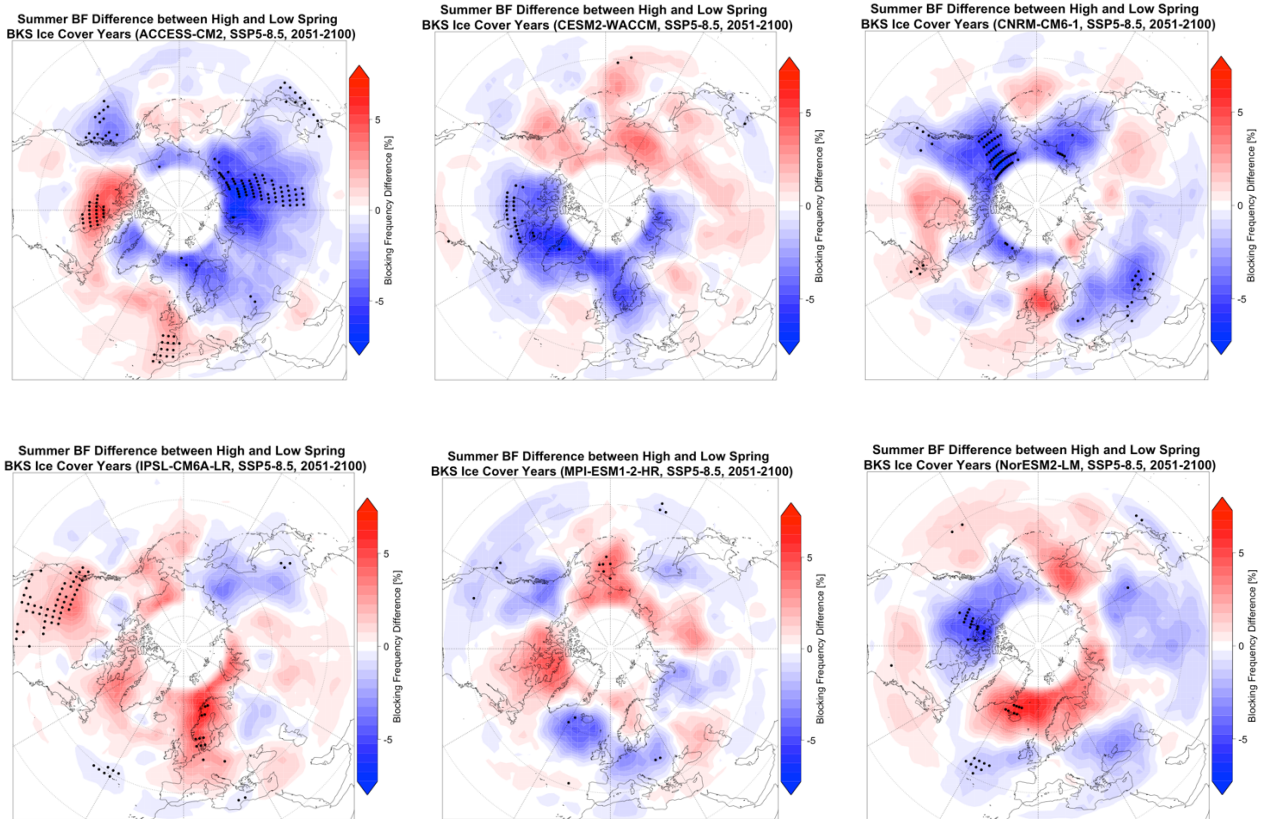 Summer BF Difference between High and Low Spring
BKS Ice Cover Years (ACCESS-CM2, SSP5-8.5, 2051-2100)
5
0
-5
Blocking Frequency Difference [%]
Summer BF Difference between High and Low Spring
BKS Ice Cover Years (CESM2-WACCM, SSP5-8.5, 2051-2100)
5
0
-5
Blocking Frequency Difference [%]
Summer BF Difference between High and Low Spring
BKS Ice Cover Years (CNRM-CM6-1, SSP5-8.5, 2051-2100)
5
0
-5
Blocking Frequency Difference [%]
Summer BF Difference between High and Low Spring
BKS Ice Cover Years (IPSL-CM6A-LR, SSP5-8.5, 2051-2100)
5
0
-5
Blocking Frequency Difference [%]
Summer BF Difference between High and Low Spring
BKS Ice Cover Years (MPI-ESM1-2-HR, SSP5-8.5, 2051-2100)
5
0
-5
Blocking Frequency Difference [%]
Summer BF Difference between High and Low Spring
BKS Ice Cover Years (NorESM2-LM, SSP5-8.5, 2051-2100)
5
0
-5
Blocking Frequency Difference [%]